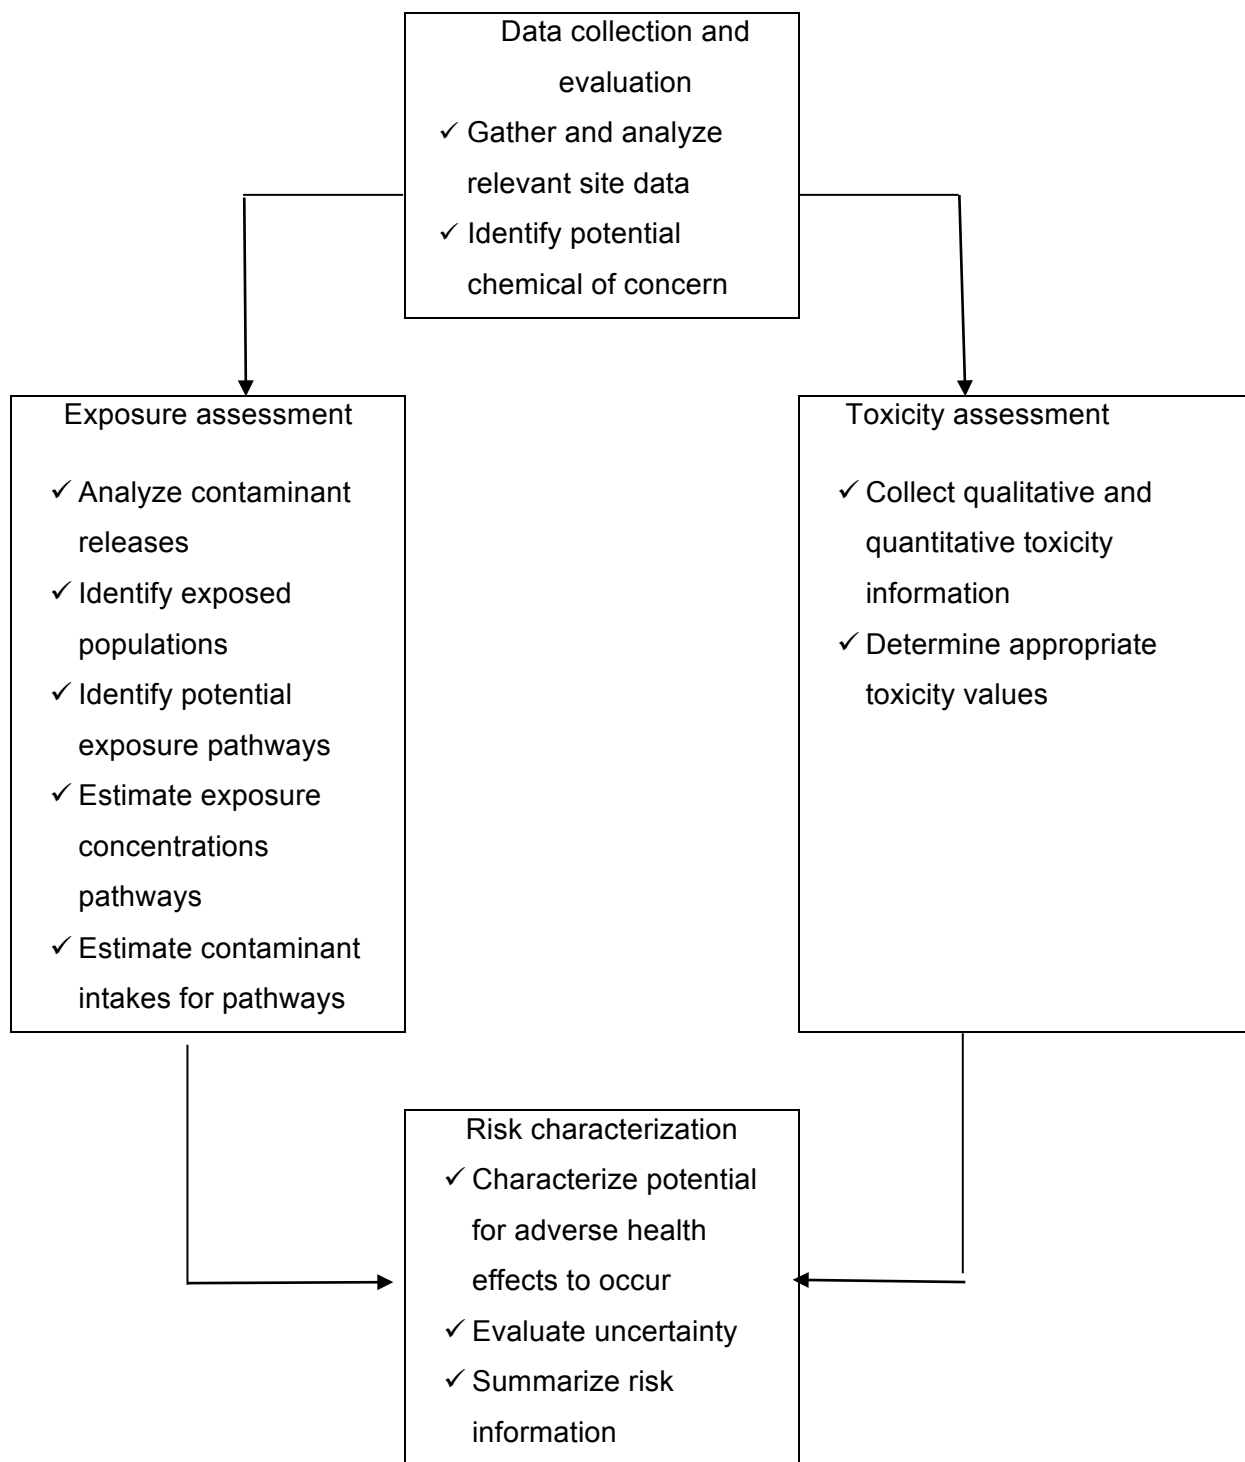 Data collection and
evaluation
✓ Gather and analyze
relevant site data
✓ Identify potential
chemical of concern
Exposure assessment
✓ Analyze contaminant
releases
✓ Identify exposed
populations
✓ Identify potential
exposure pathways
✓ Estimate exposure
concentrations
pathways
✓ Estimate contaminant
intakes for pathways
Toxicity assessment
✓ Collect qualitative and
quantitative toxicity
information
✓ Determine appropriate
toxicity values
Risk characterization
✓ Characterize potential
for adverse health
effects to occur
✓ Evaluate uncertainty
✓ Summarize risk
information